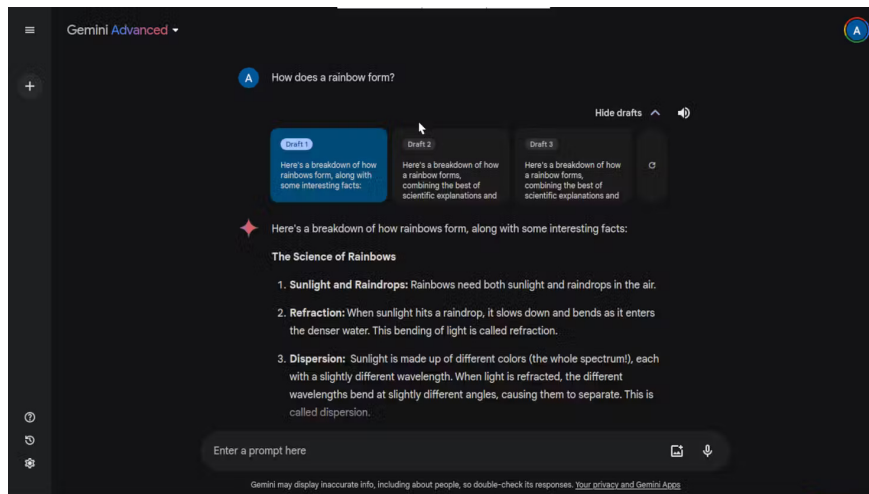 Gemini Advanced
A
A
How does a rainbow form?
Hide drafts
Draft 1
Here's a breakdown of how
rainbows form, along with
some interesting facts:
Draft 2
Here's a breakdown of how
a rainbow forms,
combining the best of
scientific explanations and
Draft 3
Here's a breakdown of how
a rainbow forms,
combining the best of
scientific explanations and
Here's a breakdown of how rainbows form, along with some interesting facts:
The Science of Rainbows
1. Sunlight and Raindrops: Rainbows need both sunlight and raindrops in the air.
2. Refraction: When sunlight hits a raindrop, it slows down and bends as it enters
the denser water. This bending of light is called refraction.
3. Dispersion: Sunlight is made up of different colors (the whole spectrum!), each
with a slightly different wavelength. When light is refracted, the different
wavelengths bend at slightly different angles, causing them to separate. This is
called dispersion.
Enter a prompt here
Gemini may display inaccurate info, including about people, so double-check its responses. Your privacy and Gemini Apps